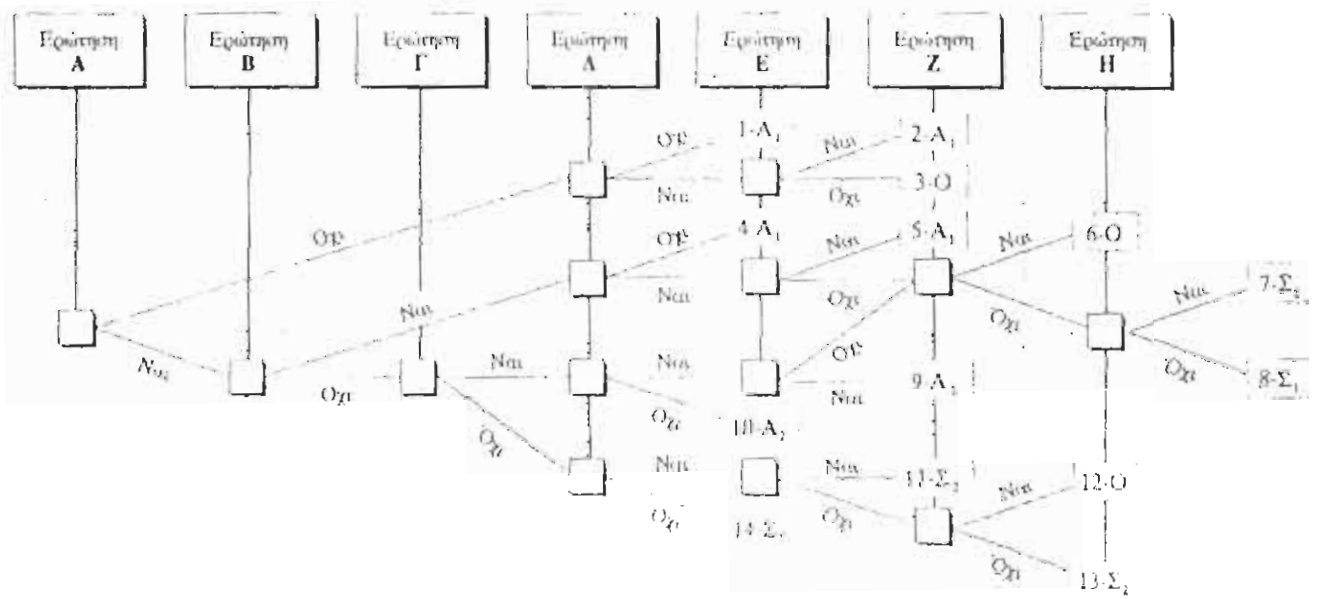 Ερώτηση Ερώτηση Ερώτηση Ερώτηση Ερώτηση Ερώτηση Ερώτηση
Α Β Γ Δ Ε Ζ Η
Όχι 1-Α₁ Ναι 2-Α₁
Ναι Όχι 3-Ο
Όχι Όχι 4-Α₁ Ναι 5-Α₁ Ναι 6-Ο
Ναι Ναι Όχι Όχι Ναι 7-Σ₂
Ναι Όχι Ναι Ναι Όχι Ναι 9-Α₂ Όχι 8-Σ₁
Όχι Όχι 10-Α₂
Ναι Ναι 11-Σ₂ Ναι 12-Ο
Όχι 14-Σ₂ Όχι
Όχι 13-Σ₂